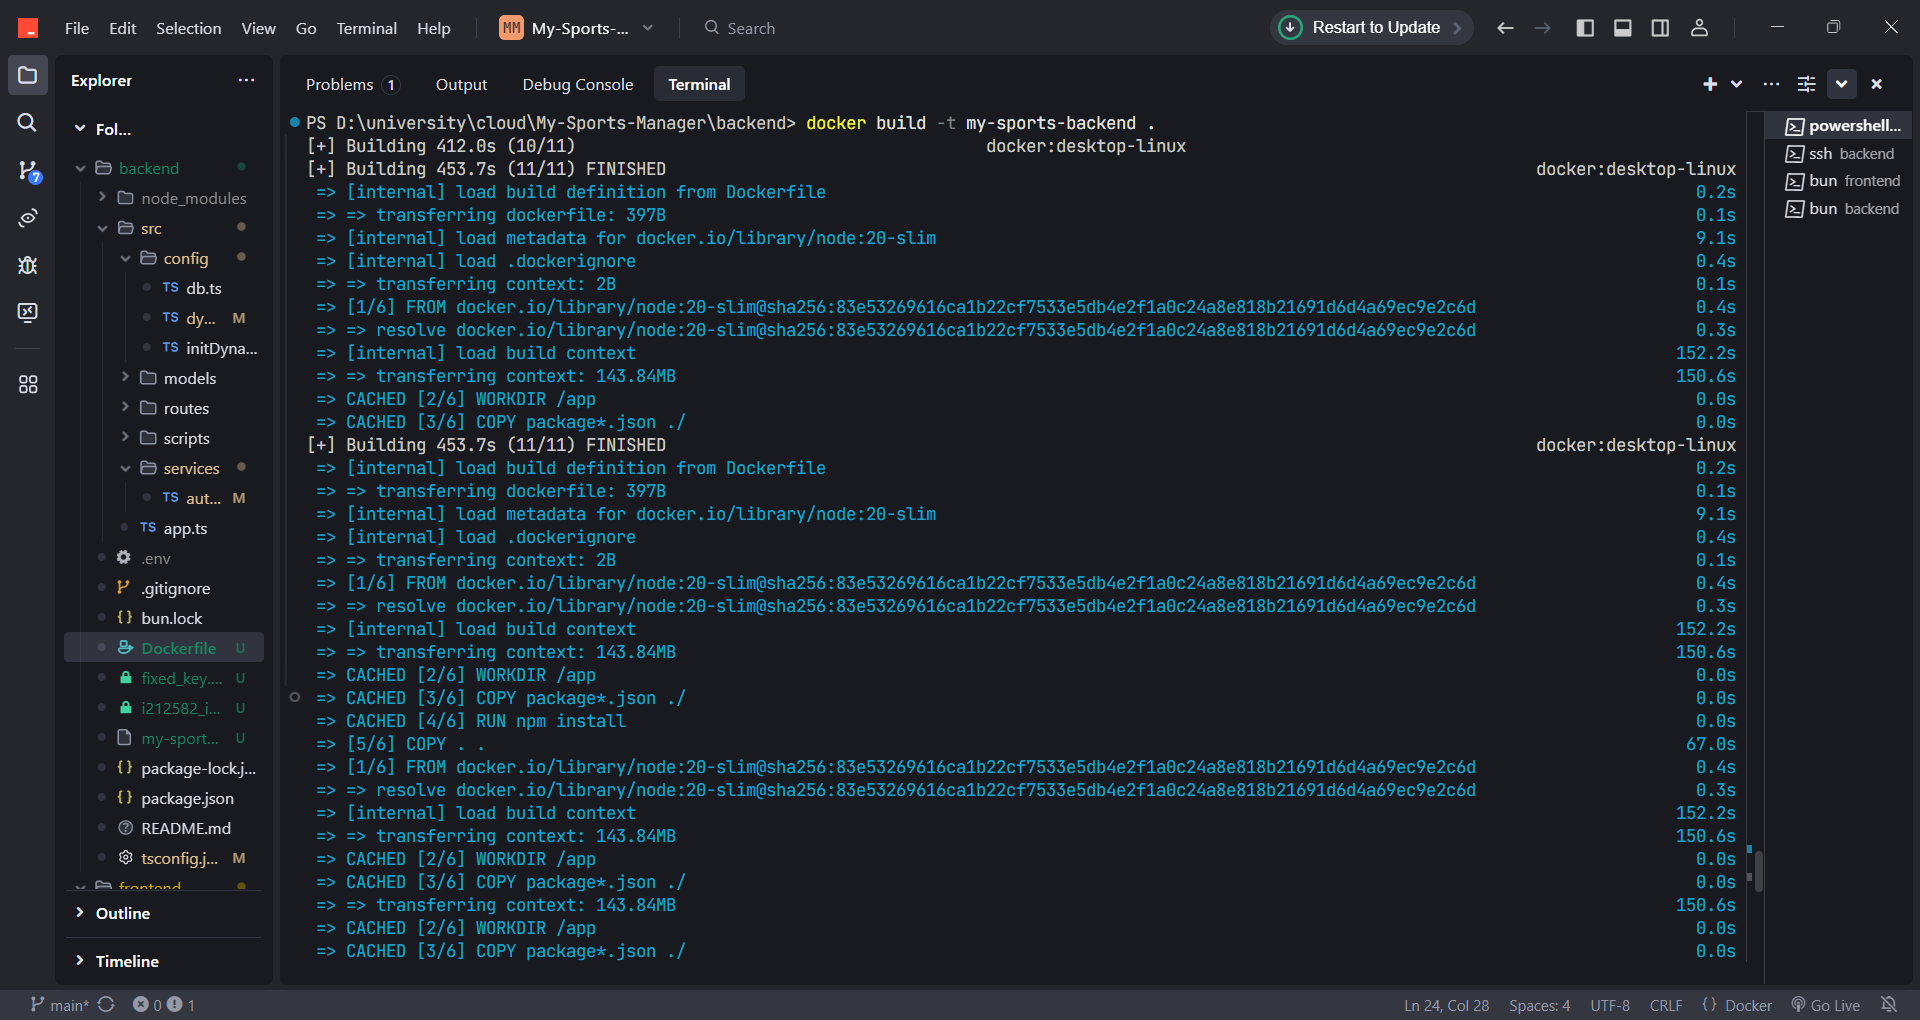 File Edit Selection View Go Terminal Help MM My-Sports-... Search Restart to Update
Explorer
Fol...
backend
node_modules
src
config
TS db.ts
TS dy... M
TS initDyna...
models
routes
scripts
services
TS aut... M
TS app.ts
.env
.gitignore
{} bun.lock
Dockerfile U
fixed_key.... U
i212582_i... U
my-sport... U
{} package-lock.j...
{} package.json
README.md
tsconfig.j... M
frontend
Outline
Timeline
7
Problems 1 Output Debug Console Terminal
PS D:\university\cloud\My-Sports-Manager\backend> docker build -t my-sports-backend .
[+] Building 412.0s (10/11) docker:desktop-linux
[+] Building 453.7s (11/11) FINISHED docker:desktop-linux
=> [internal] load build definition from Dockerfile 0.2s
=> => transferring dockerfile: 397B 0.1s
=> [internal] load metadata for docker.io/library/node:20-slim 9.1s
=> [internal] load .dockerignore 0.4s
=> => transferring context: 2B 0.1s
=> [1/6] FROM docker.io/library/node:20-slim@sha256:83e53269616ca1b22cf7533e5db4e2f1a0c24a8e818b21691d6d4a69ec9e2c6d 0.4s
=> => resolve docker.io/library/node:20-slim@sha256:83e53269616ca1b22cf7533e5db4e2f1a0c24a8e818b21691d6d4a69ec9e2c6d 0.3s
=> [internal] load build context 152.2s
=> => transferring context: 143.84MB 150.6s
=> CACHED [2/6] WORKDIR /app 0.0s
=> CACHED [3/6] COPY package*.json ./ 0.0s
[+] Building 453.7s (11/11) FINISHED docker:desktop-linux
=> [internal] load build definition from Dockerfile 0.2s
=> => transferring dockerfile: 397B 0.1s
=> [internal] load metadata for docker.io/library/node:20-slim 9.1s
=> [internal] load .dockerignore 0.4s
=> => transferring context: 2B 0.1s
=> [1/6] FROM docker.io/library/node:20-slim@sha256:83e53269616ca1b22cf7533e5db4e2f1a0c24a8e818b21691d6d4a69ec9e2c6d 0.4s
=> => resolve docker.io/library/node:20-slim@sha256:83e53269616ca1b22cf7533e5db4e2f1a0c24a8e818b21691d6d4a69ec9e2c6d 0.3s
=> [internal] load build context 152.2s
=> => transferring context: 143.84MB 150.6s
=> CACHED [2/6] WORKDIR /app 0.0s
=> CACHED [3/6] COPY package*.json ./ 0.0s
=> CACHED [4/6] RUN npm install 0.0s
=> [5/6] COPY . . 67.0s
=> [1/6] FROM docker.io/library/node:20-slim@sha256:83e53269616ca1b22cf7533e5db4e2f1a0c24a8e818b21691d6d4a69ec9e2c6d 0.4s
=> => resolve docker.io/library/node:20-slim@sha256:83e53269616ca1b22cf7533e5db4e2f1a0c24a8e818b21691d6d4a69ec9e2c6d 0.3s
=> [internal] load build context 152.2s
=> => transferring context: 143.84MB 150.6s
=> CACHED [2/6] WORKDIR /app 0.0s
=> CACHED [3/6] COPY package*.json ./ 0.0s
=> => transferring context: 143.84MB 150.6s
=> CACHED [2/6] WORKDIR /app 0.0s
=> CACHED [3/6] COPY package*.json ./ 0.0s
powershell...
ssh backend
bun frontend
bun backend
main* 0 1 Ln 24, Col 28 Spaces: 4 UTF-8 CRLF {} Docker Go Live